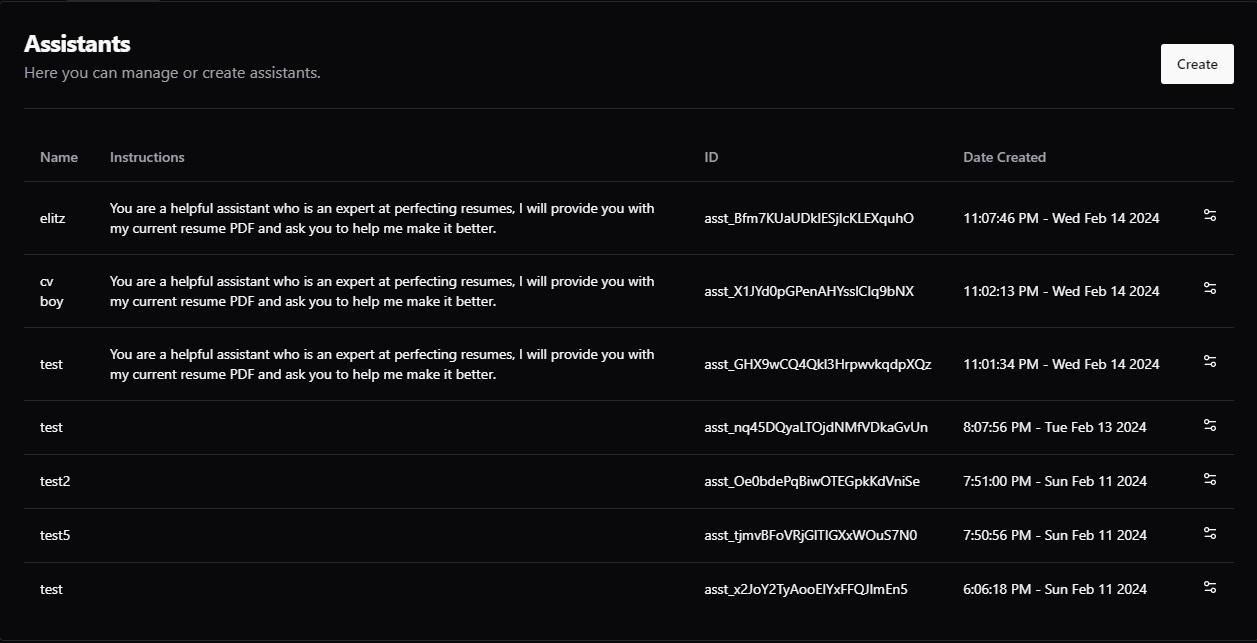 Assistants
Here you can manage or create assistants.
Create
Name Instructions ID Date Created
elitz
You are a helpful assistant who is an expert at perfecting resumes, I will provide you with
my current resume PDF and ask you to help me make it better.
asst_Bfm7KUaUDkIESjIcKLEXquhO
11:07:46 PM - Wed Feb 14 2024
cv
boy
You are a helpful assistant who is an expert at perfecting resumes, I will provide you with
my current resume PDF and ask you to help me make it better.
asst_X1JYd0pGPenAHYssICIq9bNX
11:02:13 PM - Wed Feb 14 2024
test
You are a helpful assistant who is an expert at perfecting resumes, I will provide you with
my current resume PDF and ask you to help me make it better.
asst_GHX9wCQ4QkI3HrpwvkqdpXQz
11:01:34 PM - Wed Feb 14 2024
test asst_nq45DQyaLTOjdNMfVDkaGvUn 8:07:56 PM - Tue Feb 13 2024
test2 asst_Oe0bdePqBiwOTEGpkKdVniSe 7:51:00 PM - Sun Feb 11 2024
test5 asst_tjmvBFoVRjGITIGXxWOuS7N0 7:50:56 PM - Sun Feb 11 2024
test asst_x2JoY2TyAooEIYxFFQJImEn5 6:06:18 PM - Sun Feb 11 2024